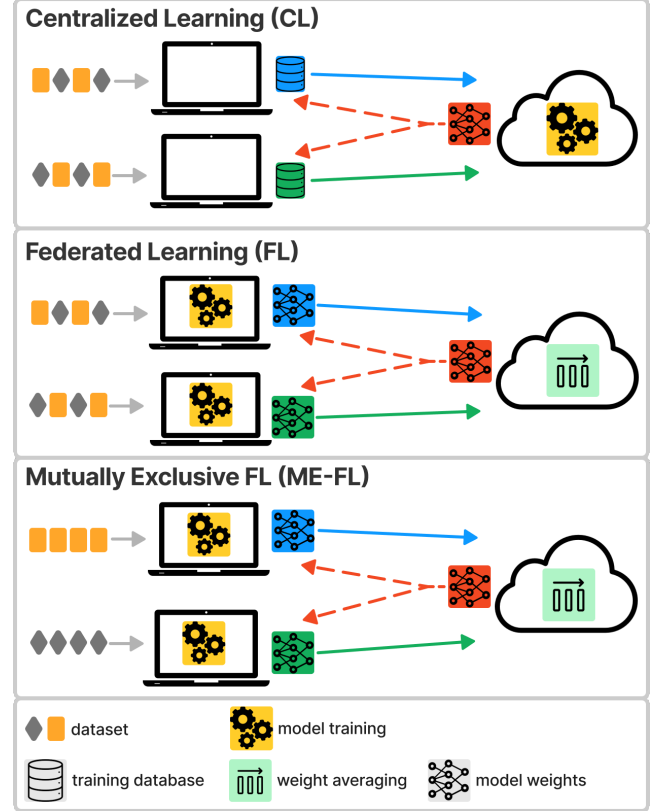 Centralized Learning (CL)
Federated Learning (FL)
Mutually Exclusive FL (ME-FL)
dataset
model training
training database
weight averaging
model weights